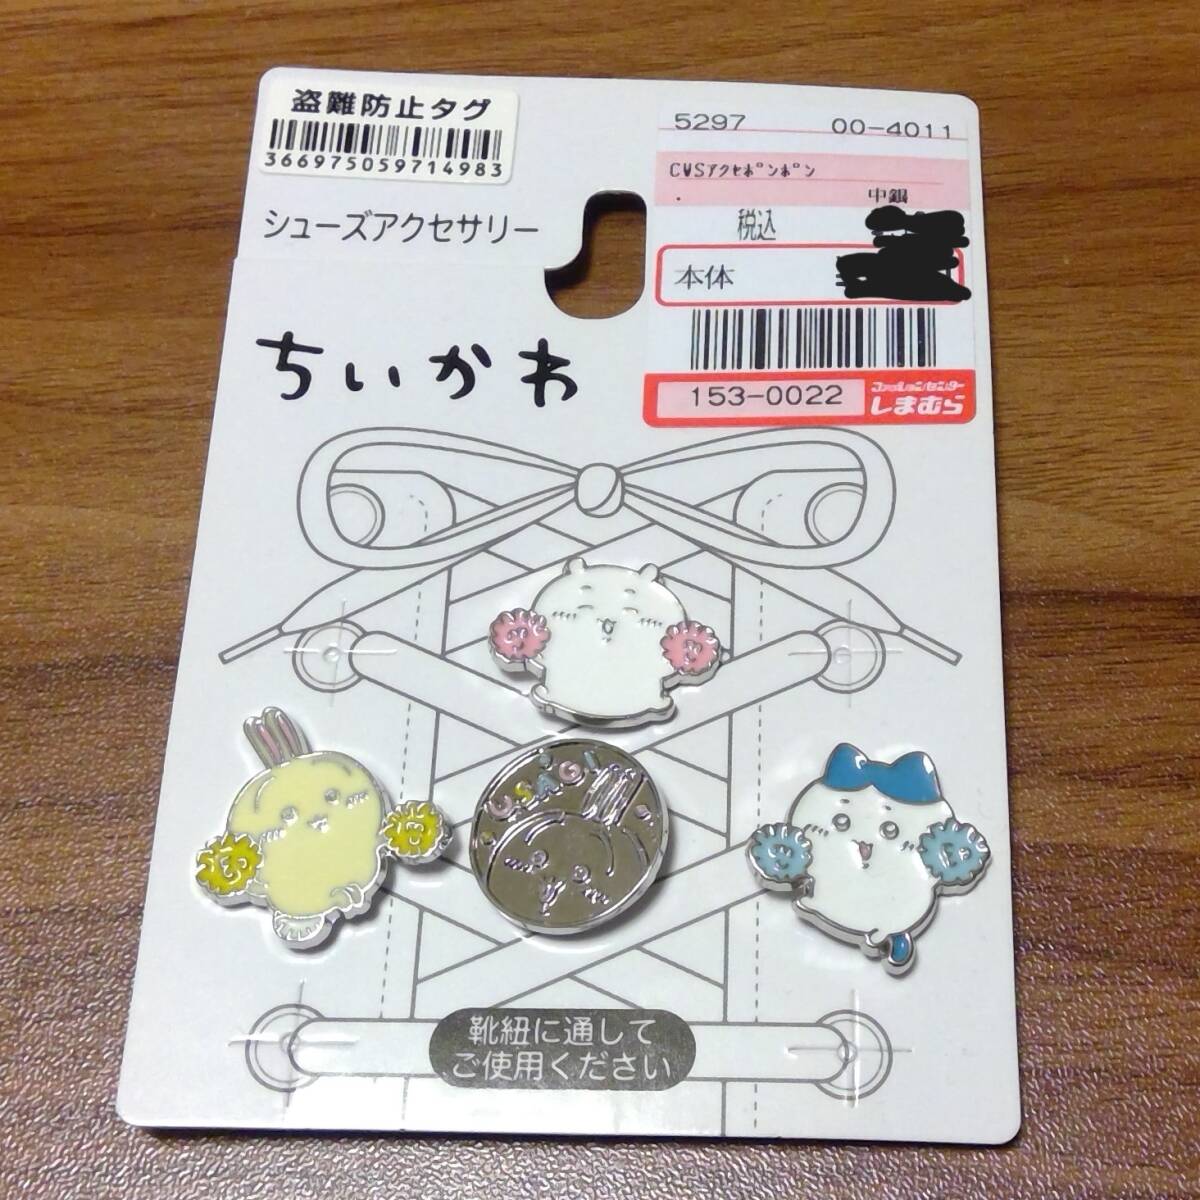 盗難防止タグ
366975059714983
シューズアクセサリー
5297 00-4011
CWSアクセポンポン
中銀
税込
本体
153-0022
ファッションセンター
しまむら
ちいかわ
USAGI
靴紐に通して
ご使用ください